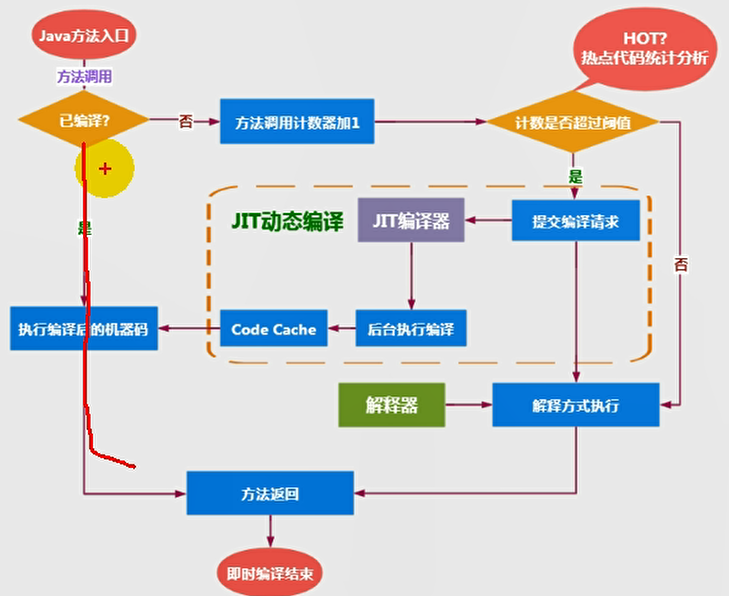 Java方法入口
HOT?
热点代码统计分析
方法调用
已编译?
否
方法调用计数器加1
计数是否超过阈值
是
JIT动态编译
JIT编译器
提交编译请求
是
否
执行编译后的机器码
Code Cache
后台执行编译
解释器
解释方式执行
方法返回
即时编译结束